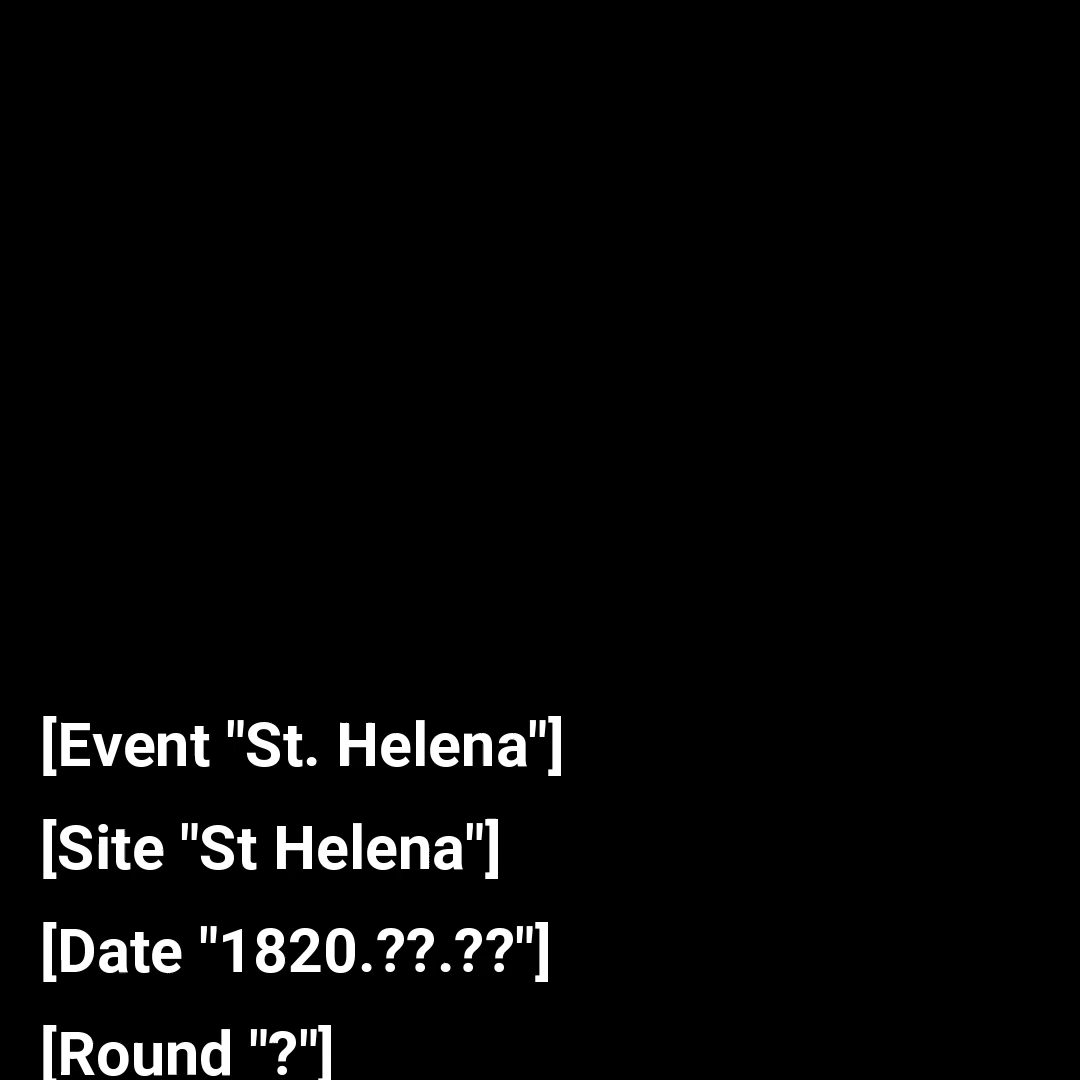 [Event "St. Helena"]
[Site "St Helena"]
[Date "1820.??.??"]
[Round "?"]